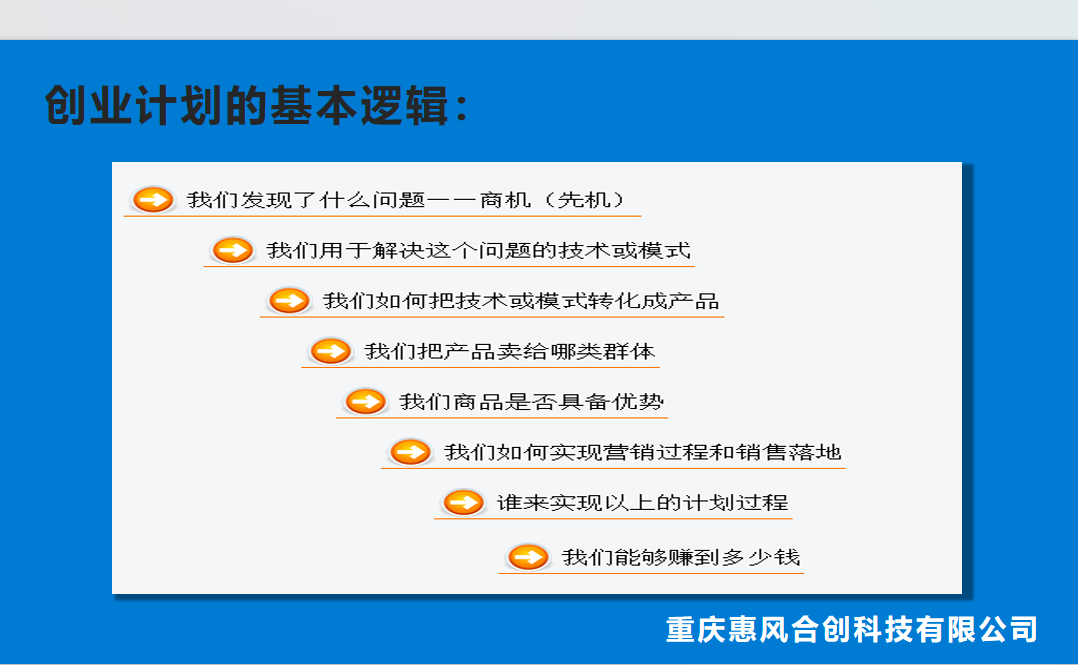 创业计划的基本逻辑：
我们发现了什么问题一一商机（先机）
我们用于解决这个问题的技术或模式
我们如何把技术或模式转化成产品
我们把产品卖给哪类群体
我们商品是否具备优势
我们如何实现营销过程和销售落地
谁来实现以上的计划过程
我们能够赚到多少钱
重庆惠风合创科技有限公司